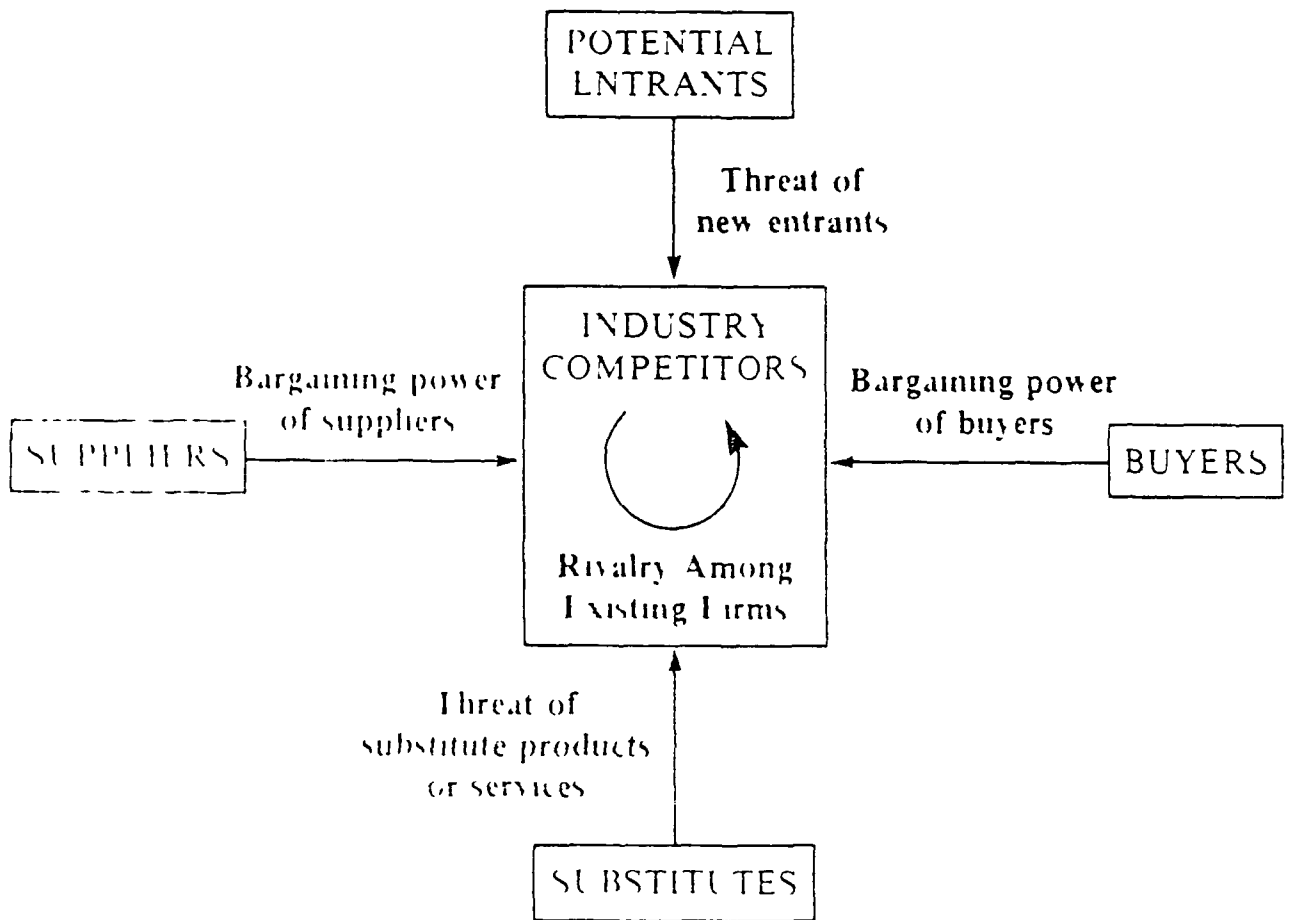 POTENTIAL
ENTRANTS
Threat of
new entrants
INDUSTRY
COMPETITORS
Bargaining power
of suppliers
Bargaining power
of buyers
SUPPLIERS
BUYERS
Rivalry Among
Existing Firms
Threat of
substitute products
or services
SUBSTITUTES